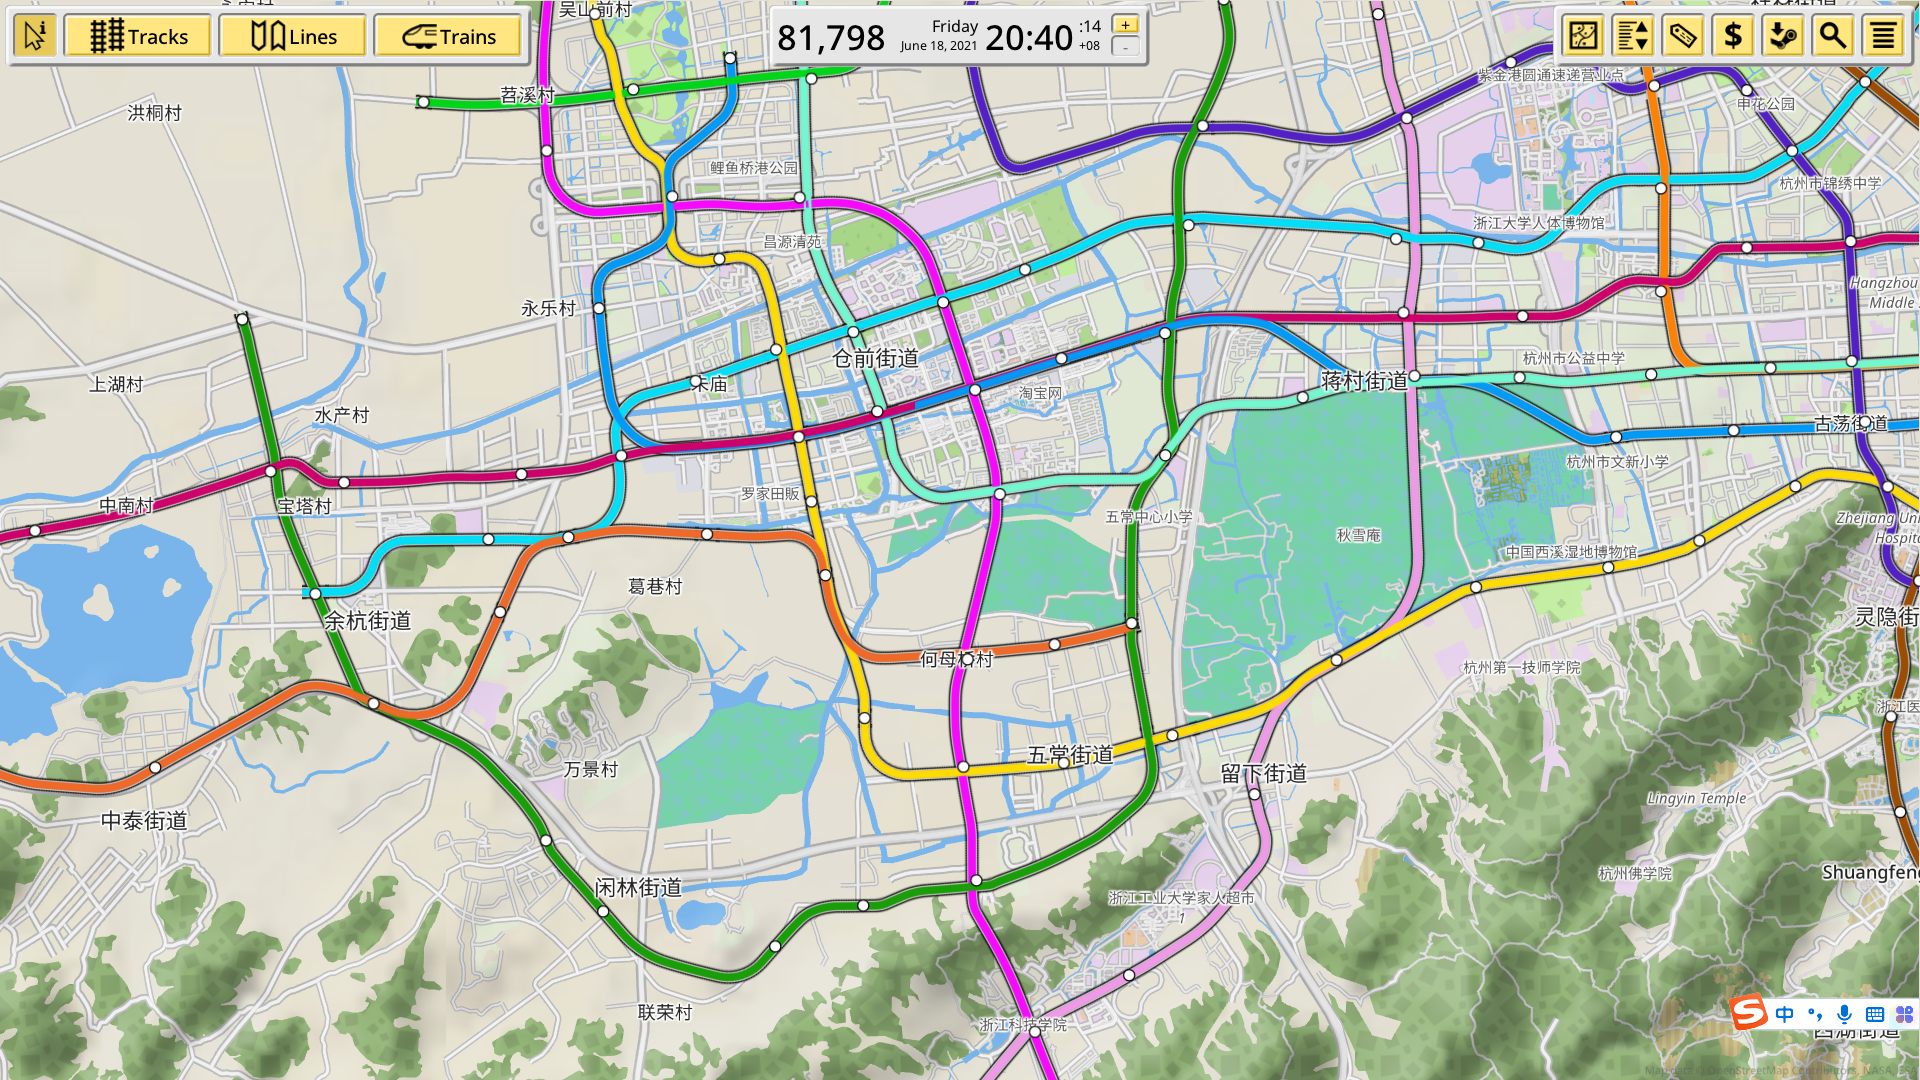 Tracks
Lines
Trains
81,798
Friday
June 18, 2021
20:40
:14
+08
+
-
$
吴山前村
苕溪村
洪桐村
鲤鱼桥港公园
紫金港圆通速递营业点
申花公园
杭州市锦绣中学
浙江大学人体博物馆
昌源清苑
永乐村
Hangzhou
Middle
仓前街道
朱庙
上湖村
淘宝网
蒋村街道
杭州市公益中学
水产村
古荡街道
杭州市文新小学
罗家田畈
中南村
宝塔村
五常中心小学
秋雪庵
中国西溪湿地博物馆
Zhejiang Uni
Hospita
葛巷村
余杭街道
灵隐街
何母桥村
杭州第一技师学院
浙江医
五常街道
留下街道
万景村
Lingyin Temple
中泰街道
闲林街道
杭州佛学院
Shuangfeng
浙江工业大学家人超市
1
联荣村
浙江科技学院
中
西湖街道